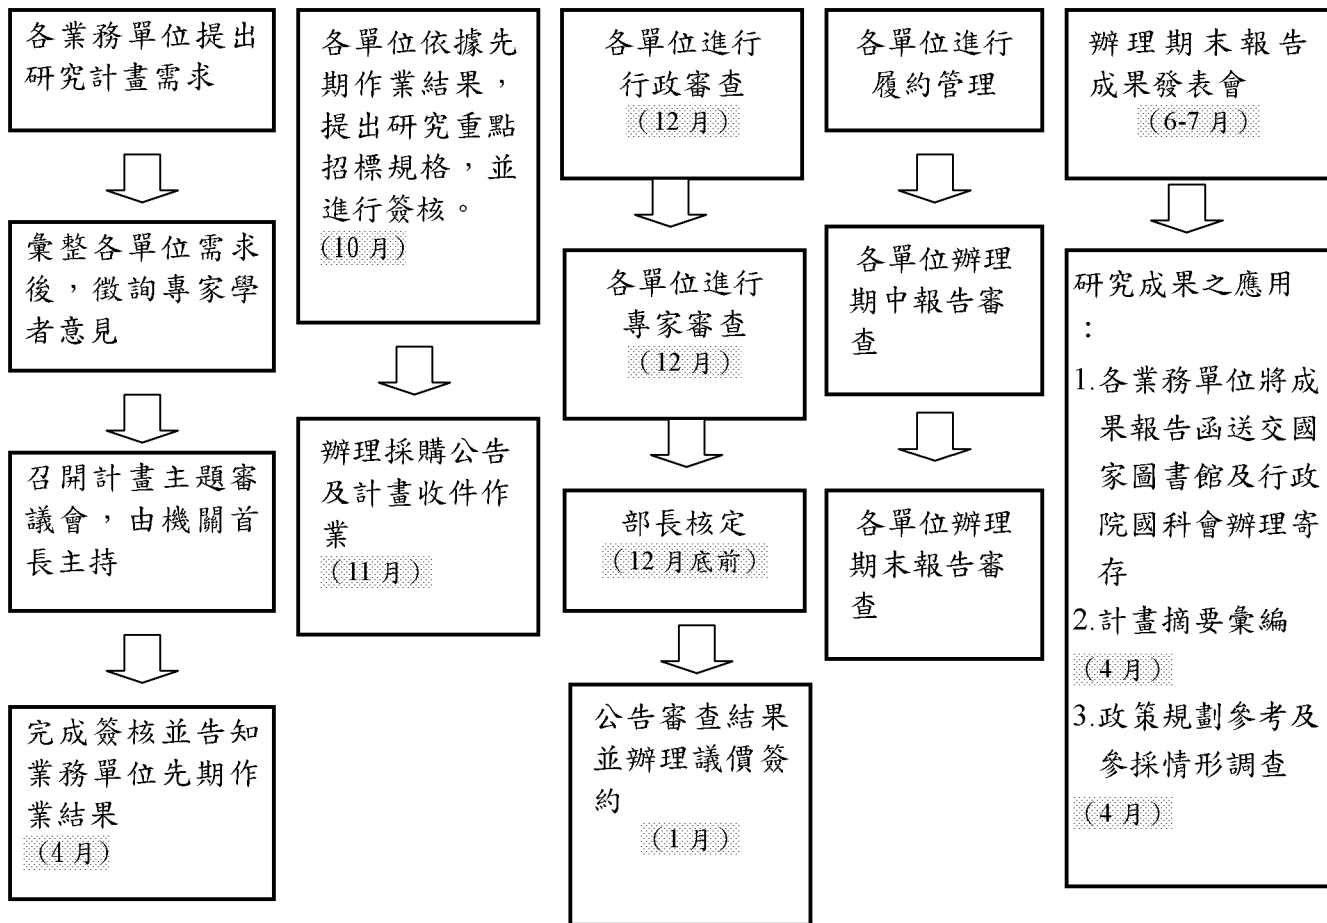 各業務單位提出
研究計畫需求
彙整各單位需求
後，徵詢專家學
者意見
召開計畫主題審
議會，由機關首
長主持
完成簽核並告知
業務單位先期作
業結果
（4 月）
各單位依據先
期作業結果，
提出研究重點
招標規格，並
進行簽核。
（10 月）
辦理採購公告
及計畫收件作
業
（11 月）
各單位進行
行政審查
（12 月）
各單位進行
專家審查
（12 月）
部長核定
（12 月底前）
公告審查結果
並辦理議價簽
約
（1 月）
各單位進行
履約管理
各單位辦理
期中報告審
查
各單位辦理
期末報告審
查
辦理期末報告
成果發表會
（6-7 月）
研究成果之應用
：
1.各業務單位將成
果報告函送交國
家圖書館及行政
院國科會辦理寄
存
2.計畫摘要彙編
（4 月）
3.政策規劃參考及
參採情形調查
（4 月）